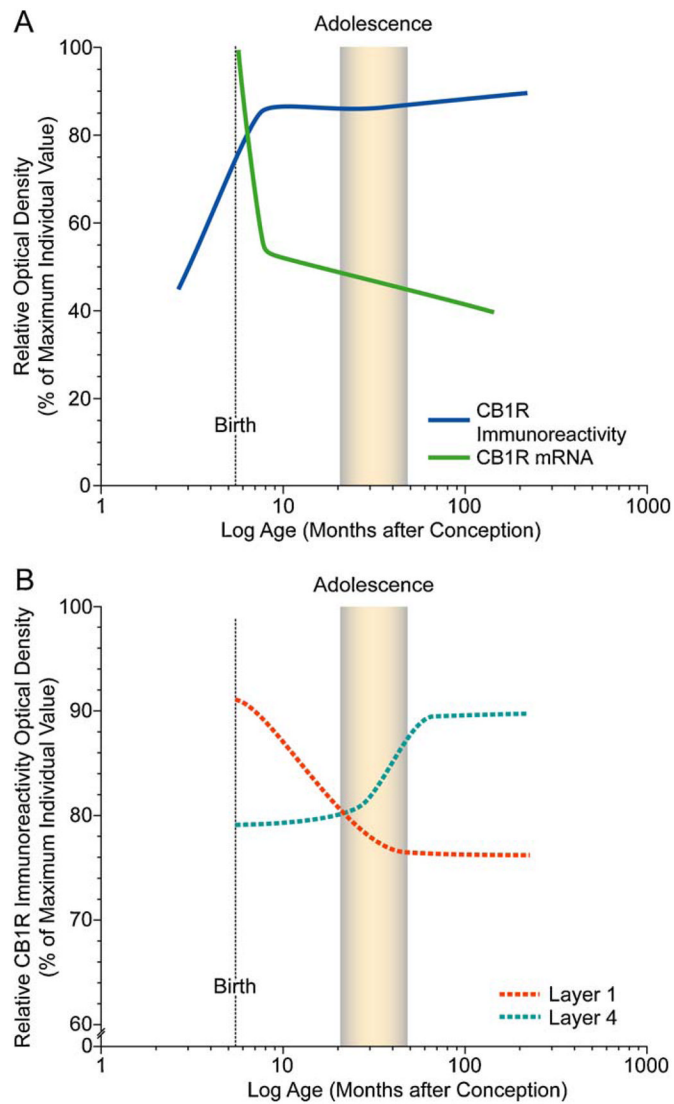 A
Adolescence
100
80
60
40
20
0
Relative Optical Density
(% of Maximum Individual Value)
Birth
CB1R
Immunoreactivity
CB1R mRNA
1
10
100
1000
Log Age (Months after Conception)
B
Adolescence
100
90
80
70
60
0
Relative CB1R Immunoreactivity Optical Density
(% of Maximum Individual Value)
Birth
Layer 1
Layer 4
1
10
100
1000
Log Age (Months after Conception)